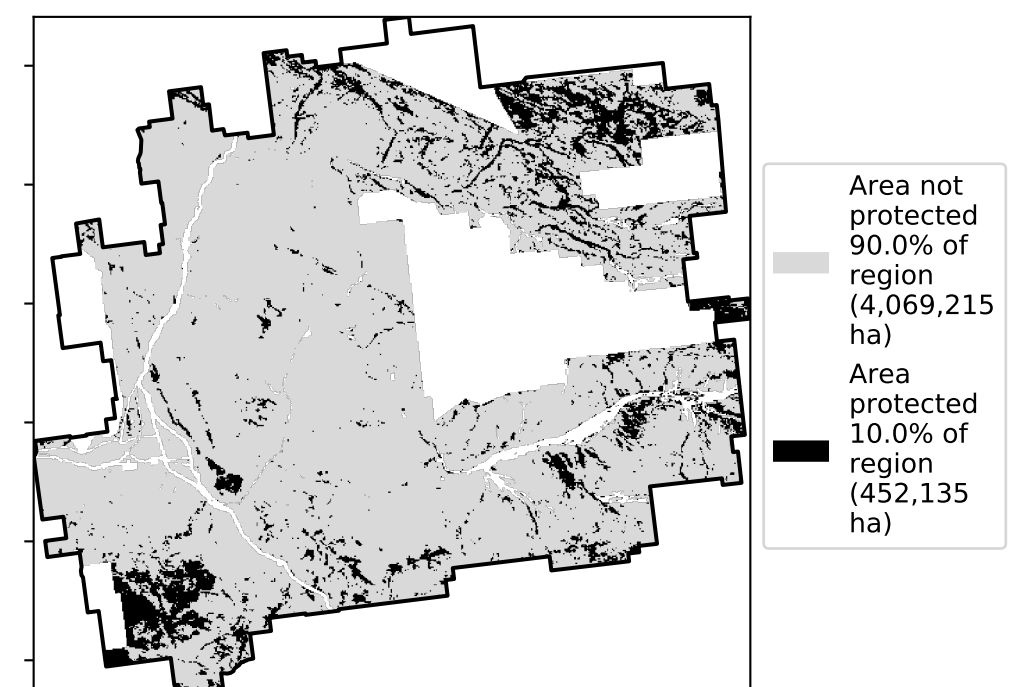 Area not
protected
90.0% of
region
(4,069,215
ha)
Area
protected
10.0% of
region
(452,135
ha)